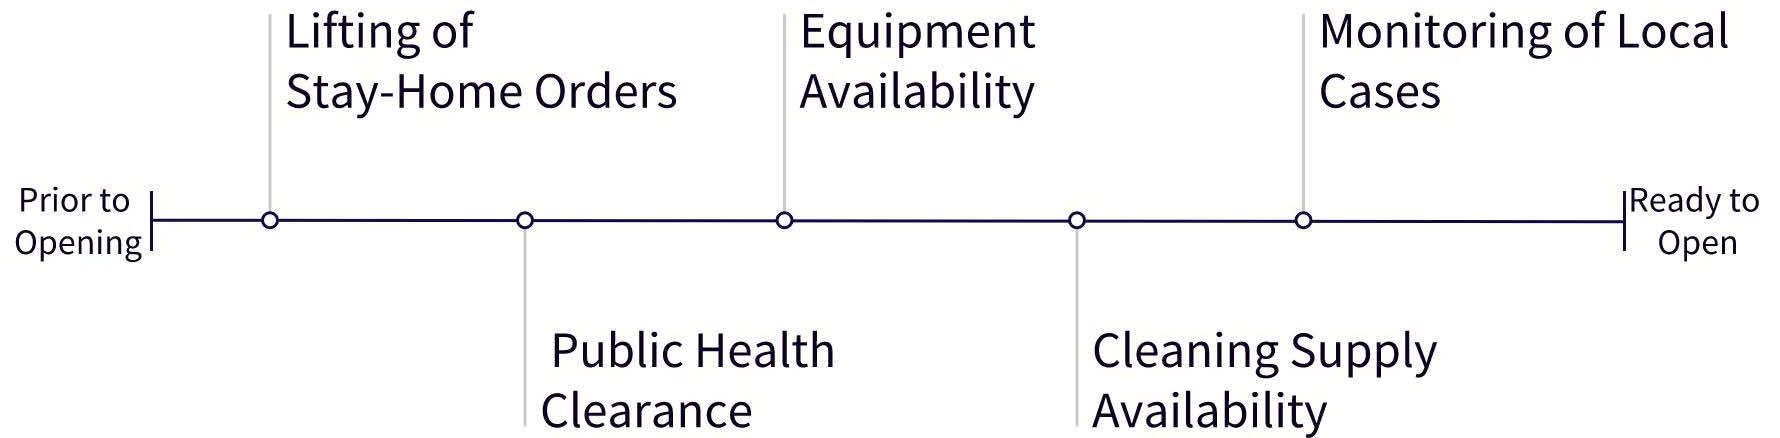 Lifting of
Stay-Home Orders
Equipment
Availability
Monitoring of Local
Cases
Prior to
Opening
Ready to
Open
Public Health
Clearance
Cleaning Supply
Availability